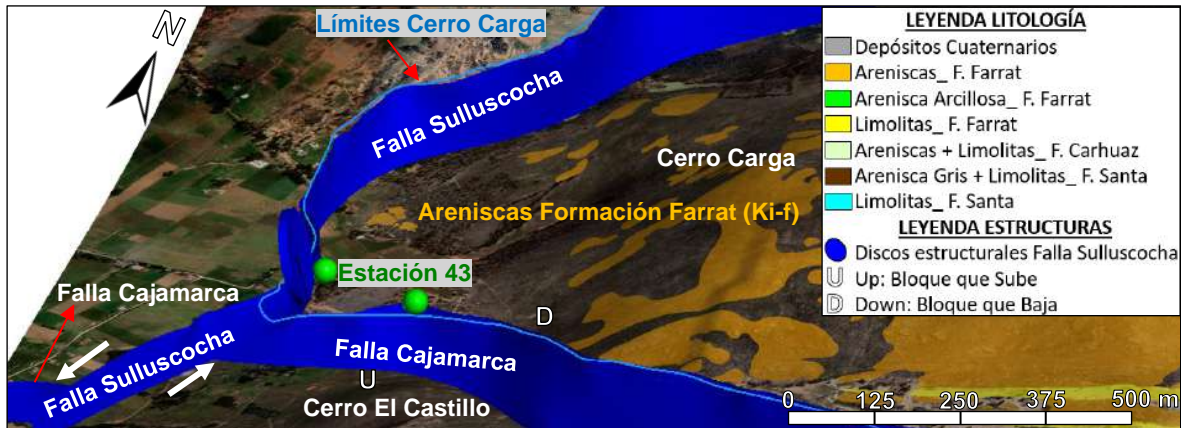 N
Límites Cerro Carga
Falla Sulluscocha
Cerro Carga
Areniscas Formación Farrat (Ki-f)
Estación 43
Falla Cajamarca
D
Falla Cajamarca
Falla Sulluscocha
U
Cerro El Castillo
LEYENDA LITOLOGÍA
Depósitos Cuaternarios
Areniscas_ F. Farrat
Arenisca Arcillosa_ F. Farrat
Limolitas_ F. Farrat
Areniscas + Limolitas_ F. Carhuaz
Arenisca Gris + Limolitas_ F. Santa
Limolitas_ F. Santa
LEYENDA ESTRUCTURAS
Discos estructurales Falla Sulluscocha
U Up: Bloque que Sube
D Down: Bloque que Baja
0 125 250 375 500 m